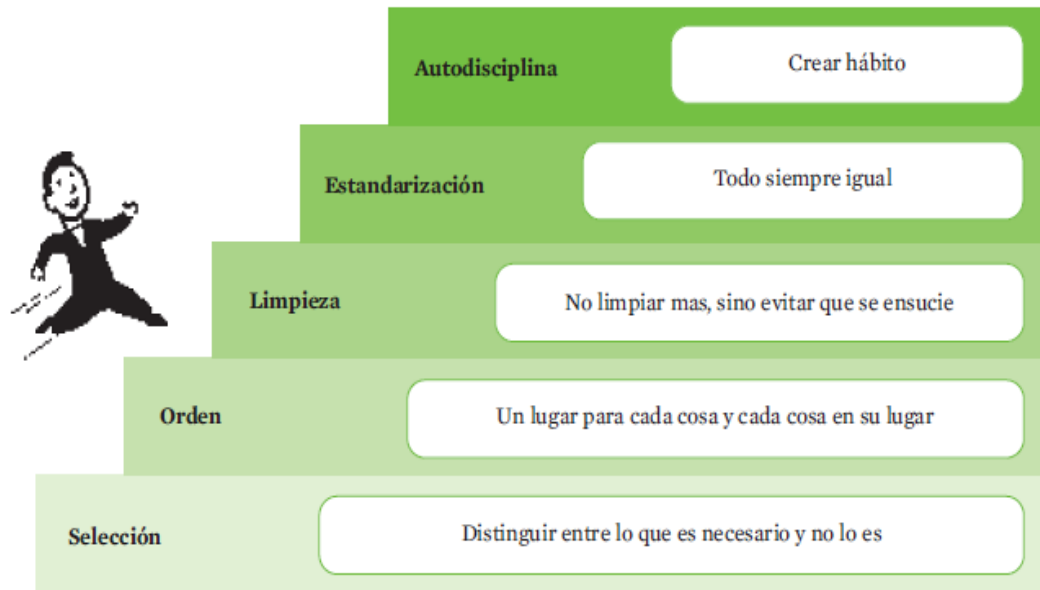 Autodisciplina
Crear hábito
Estandarización
Todo siempre igual
Limpieza
No limpiar mas, sino evitar que se ensucie
Orden
Un lugar para cada cosa y cada cosa en su lugar
Selección
Distinguir entre lo que es necesario y no lo es